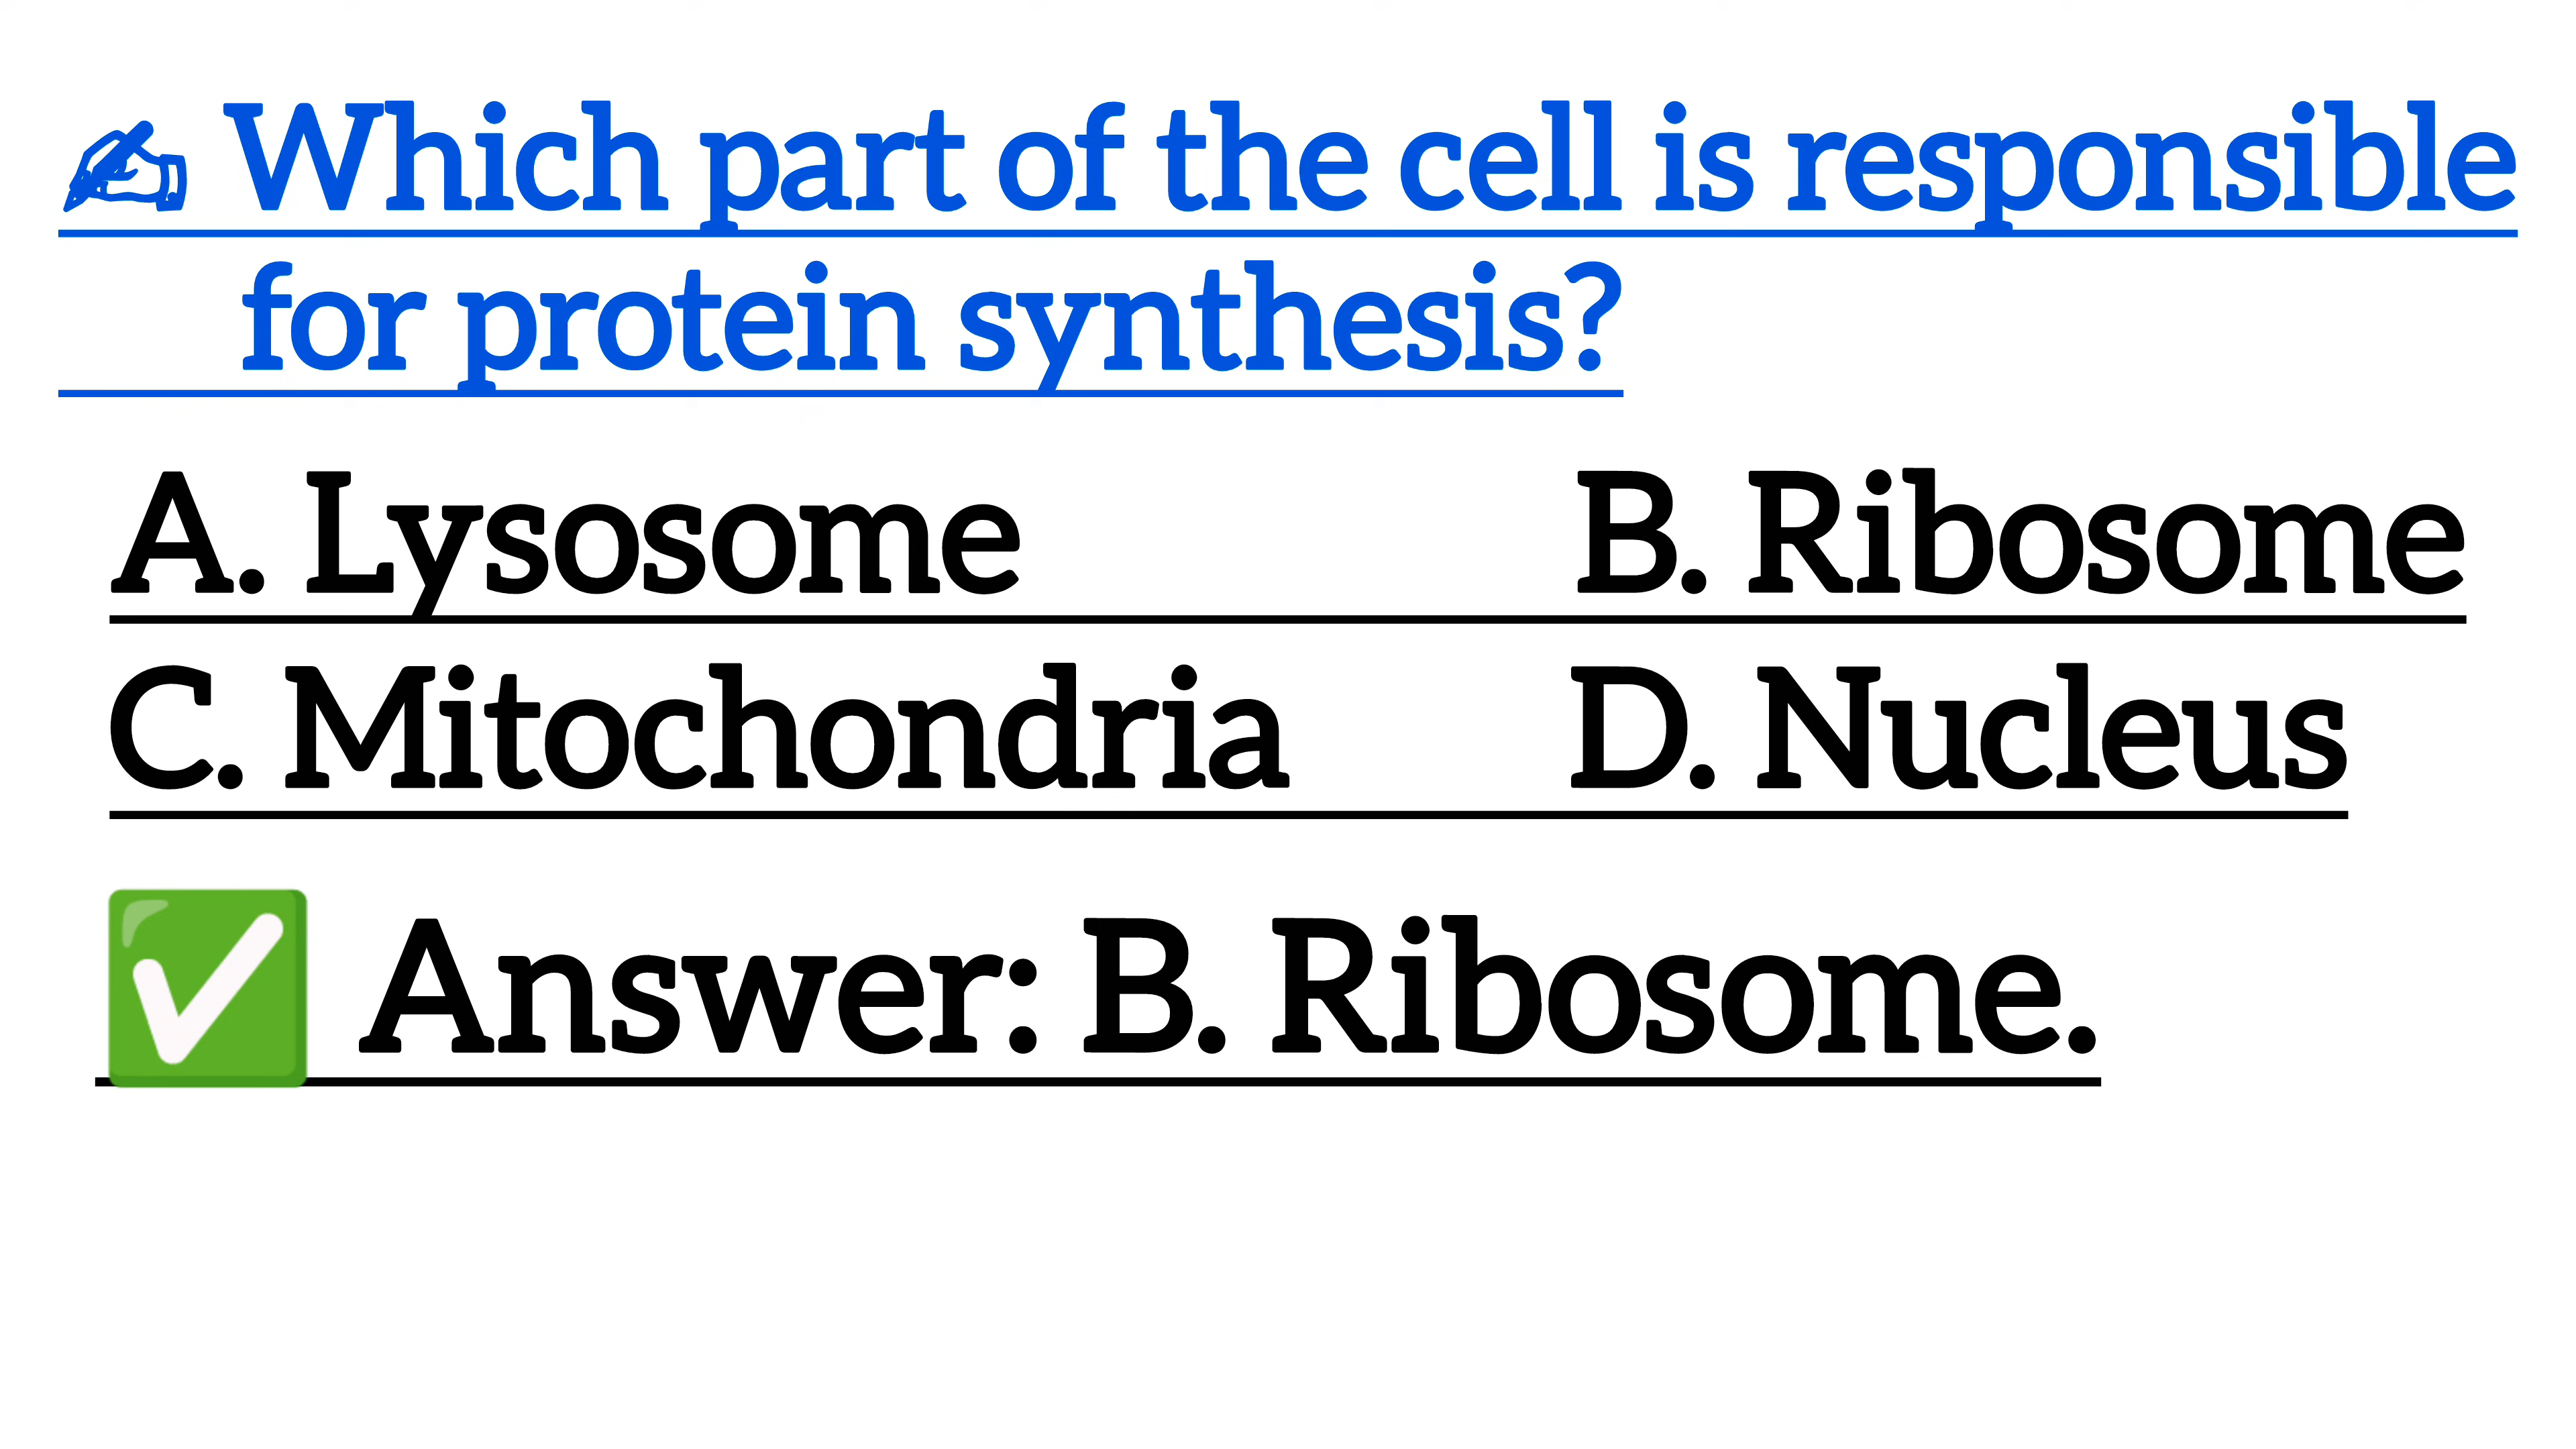 ✍ Which part of the cell is responsible
for protein synthesis?
A. Lysosome B. Ribosome
C. Mitochondria D. Nucleus
✅ Answer: B. Ribosome.